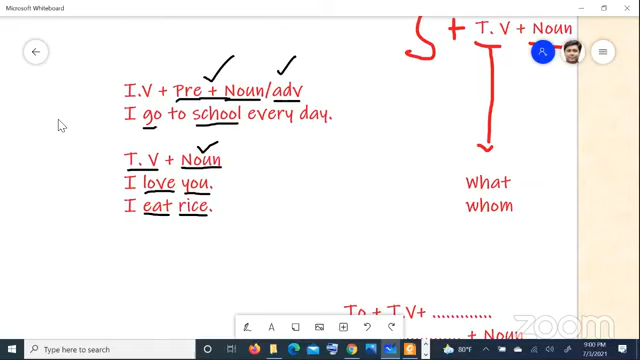 Microsoft Whiteboard
S + T. V + Noun
I.V + Pre + Noun/adv
I go to school every day.
T. V + Noun
I love you.
I eat rice.
what
whom
To + T.V+ ............
............ + Noun
zoom
Type here to search
80°F
9:00 PM
7/3/2021